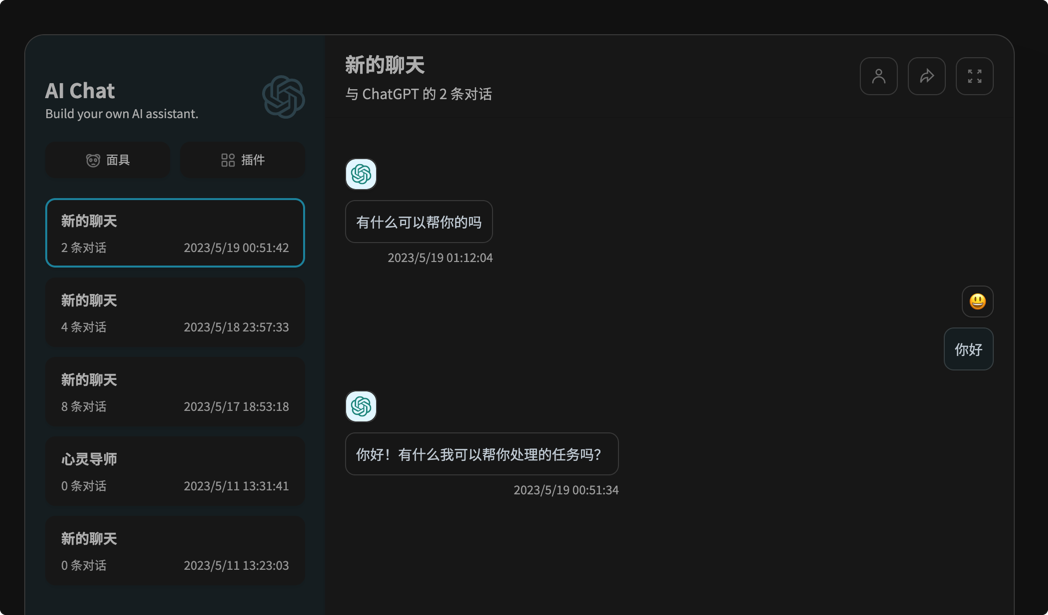 AI Chat
Build your own AI assistant.
面具
插件
新的聊天
2 条对话 2023/5/19 00:51:42
新的聊天
4 条对话 2023/5/18 23:57:33
新的聊天
8 条对话 2023/5/17 18:53:18
心灵导师
0 条对话 2023/5/11 13:31:41
新的聊天
0 条对话 2023/5/11 13:23:03
新的聊天
与 ChatGPT 的 2 条对话
有什么可以帮你的吗
2023/5/19 01:12:04
你好
你好！有什么我可以帮你处理的任务吗？
2023/5/19 00:51:34